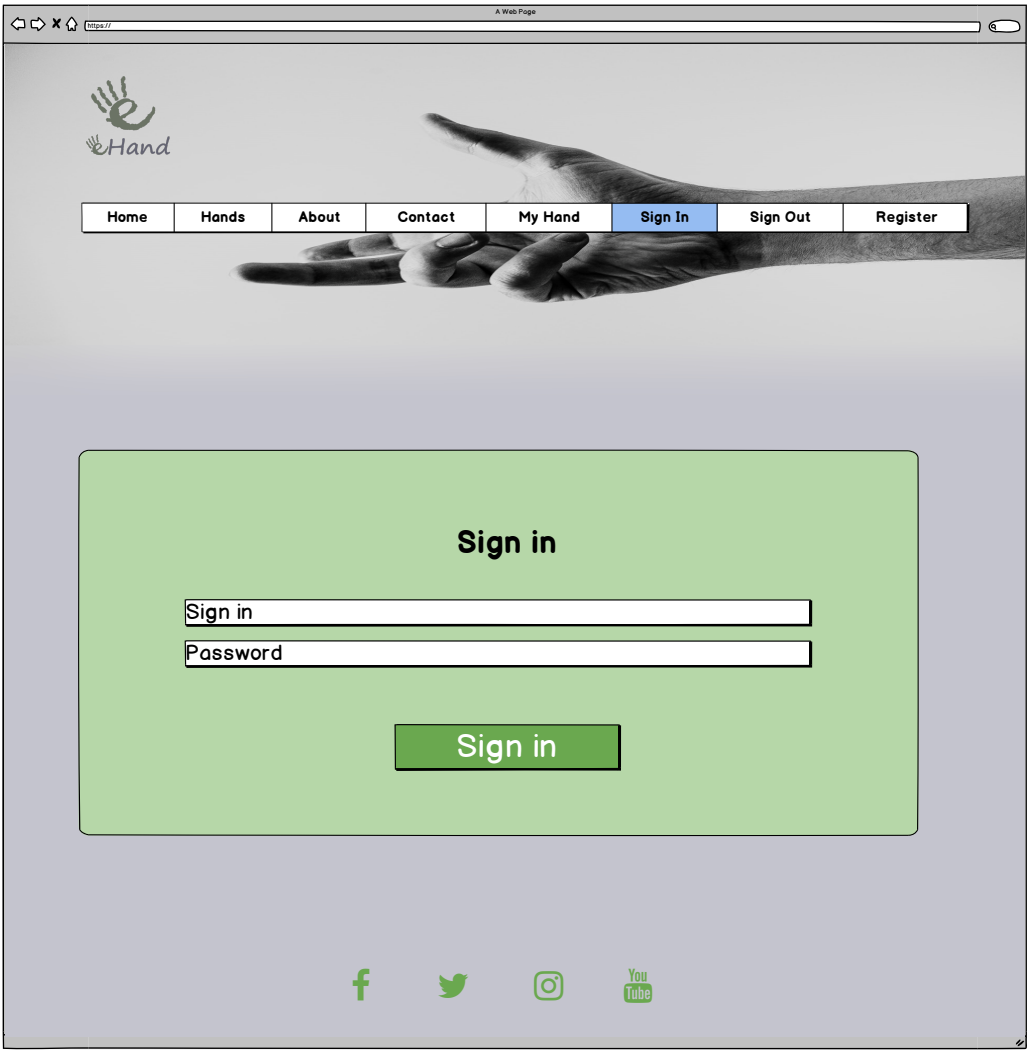 A Web Page
https://
e
eHand
Home Hands About Contact My Hand Sign In Sign Out Register
Sign in
Sign in
Password
Sign in
You
Tube